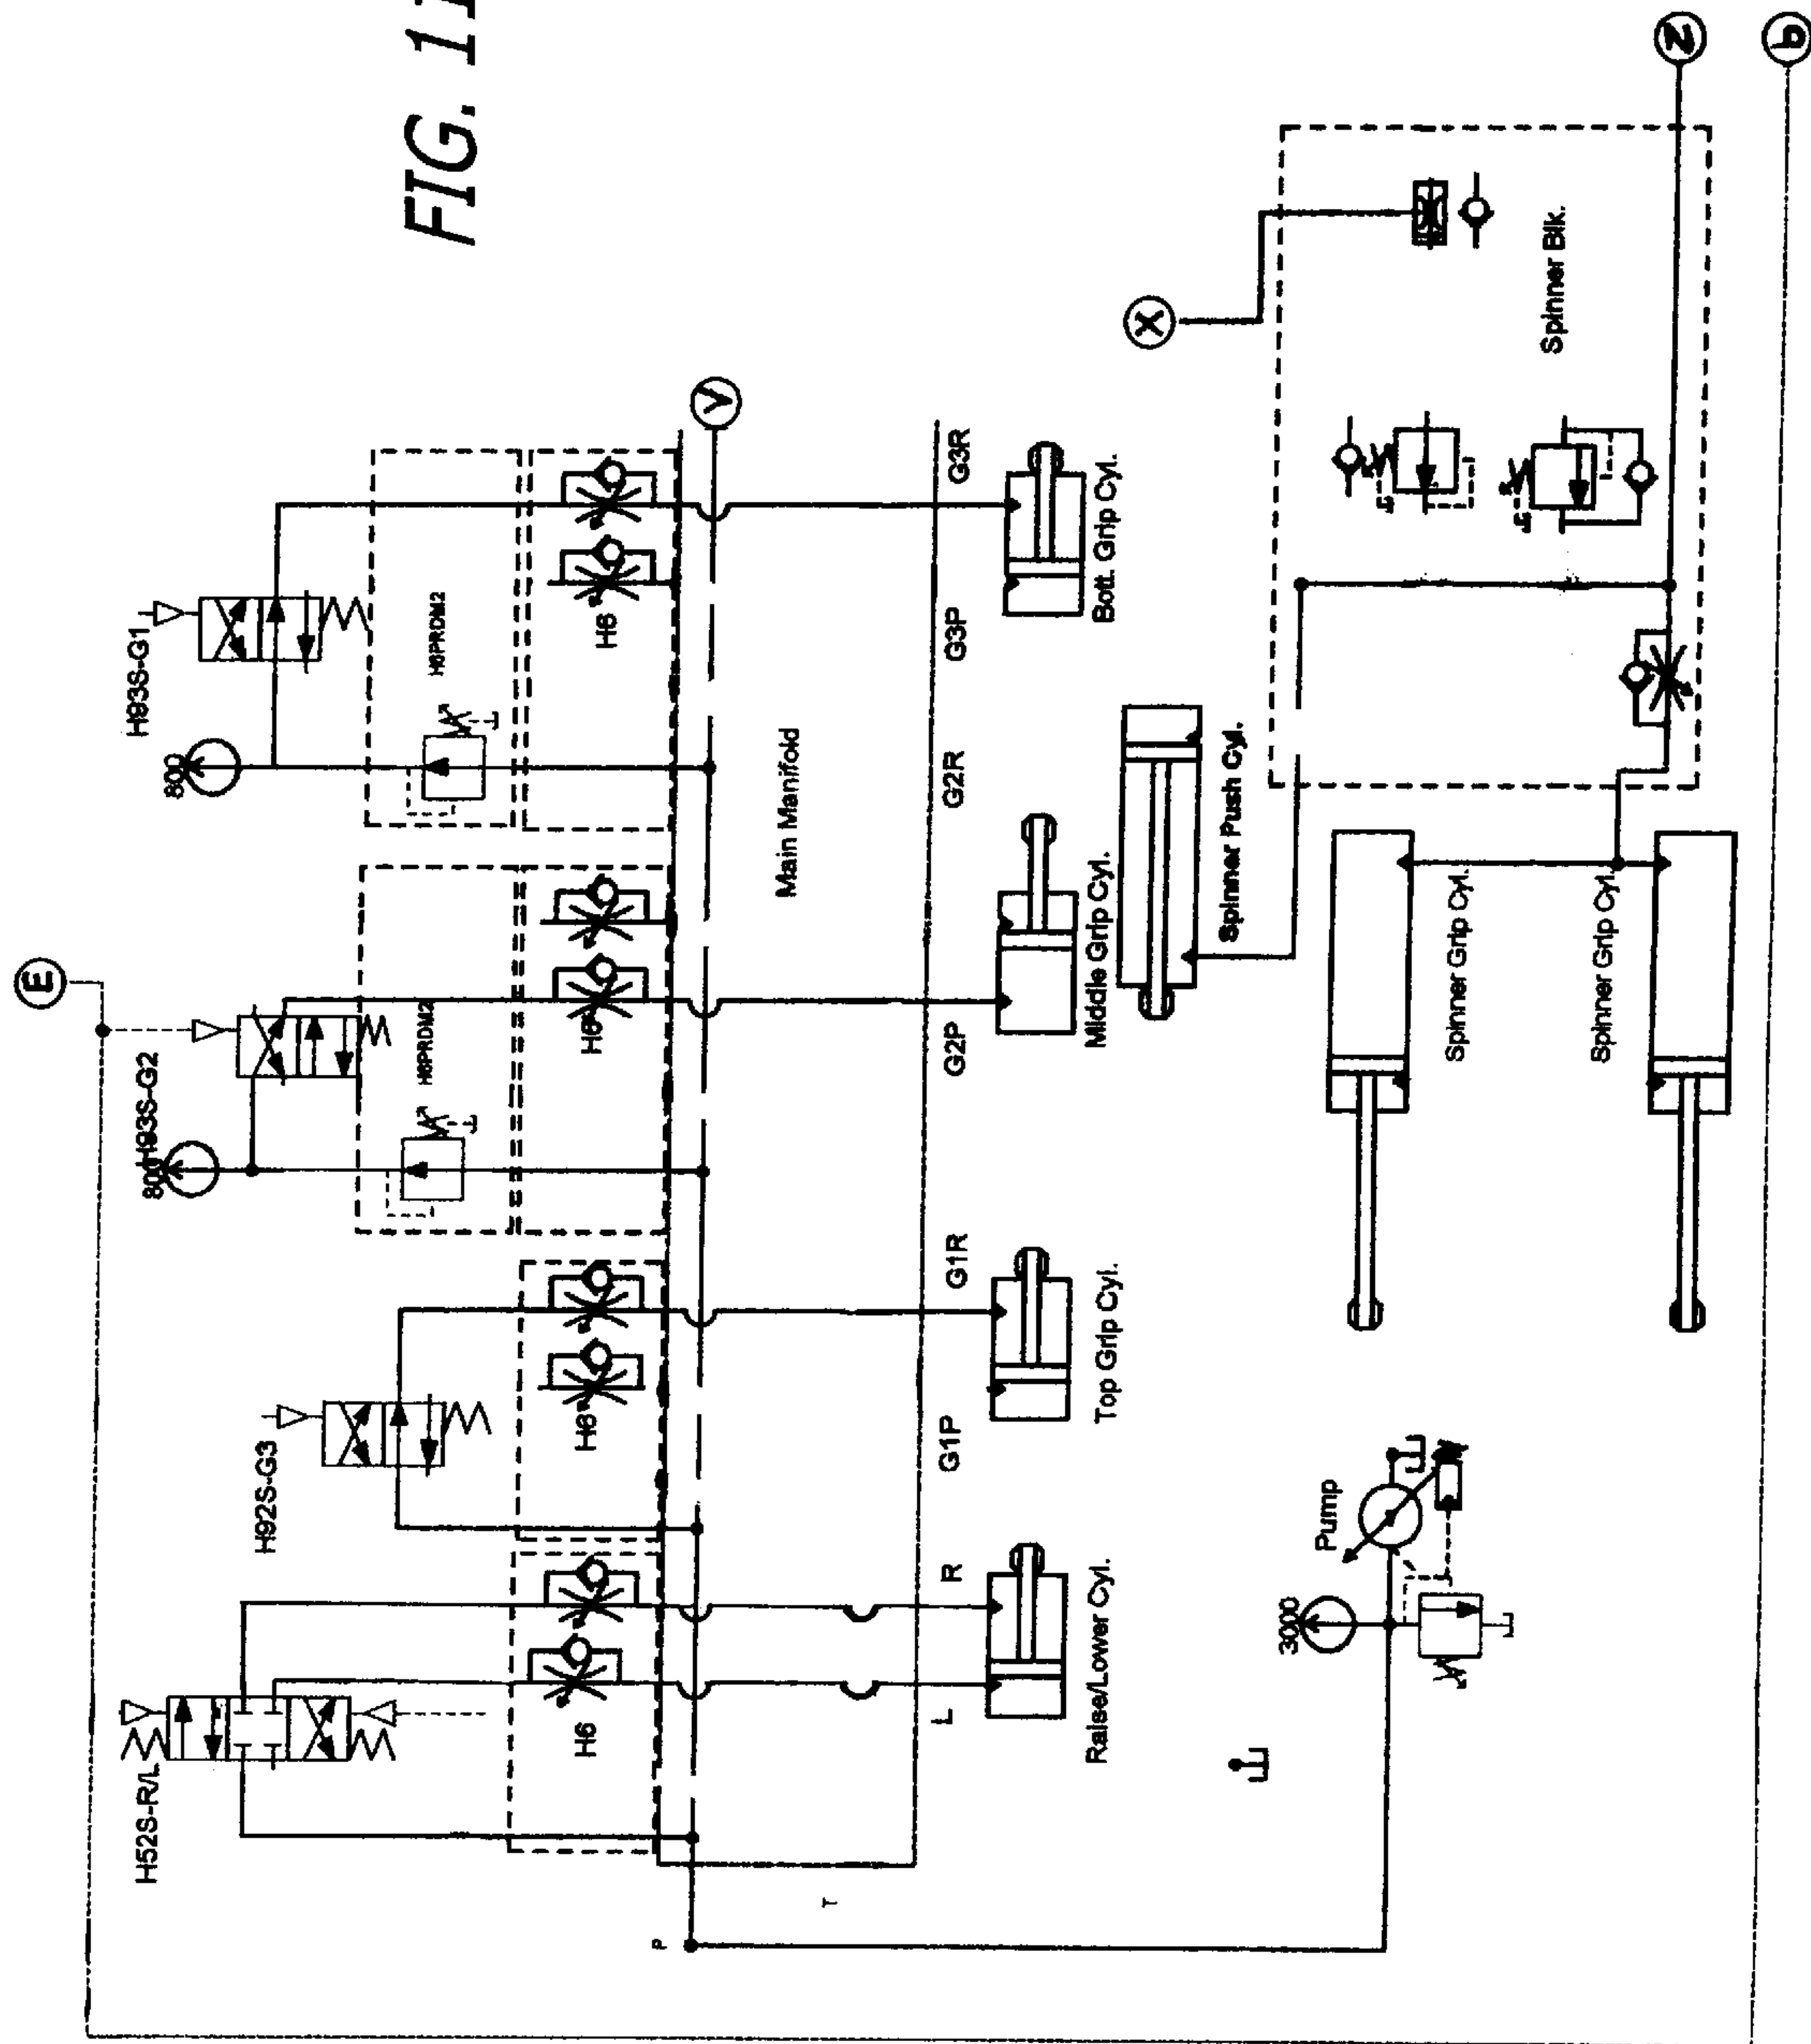 FIG. 11
E
H93S-G1
800
H93S-G2
800
H92S-G3
H52S-R/L
H6PRDM2
H6PRDM2
H6
H6
H6
H6
V
P
T
Main Manifold
G3R
G3P
G2R
G2P
G1R
G1P
R
L
Bott. Grip Cyl.
Middle Grip Cyl.
Top Grip Cyl.
Raise/Lower Cyl.
X
Spinner Push Cyl.
Spinner Blk.
Spinner Grip Cyl.
Spinner Grip Cyl.
Pump
3000
Z
b